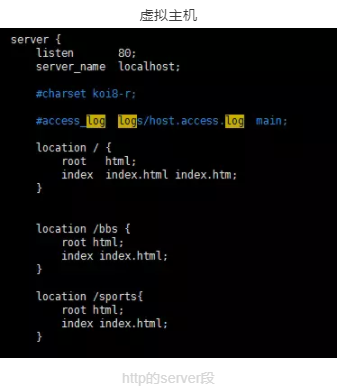 虚拟主机
server {
listen 80;
server_name localhost;
#charset koi8-r;
#access_log logs/host.access.log main;
location / {
root html;
index index.html index.htm;
}
location /bbs {
root html;
index index.html;
}
location /sports{
root html;
index index.html;
}
http的server段